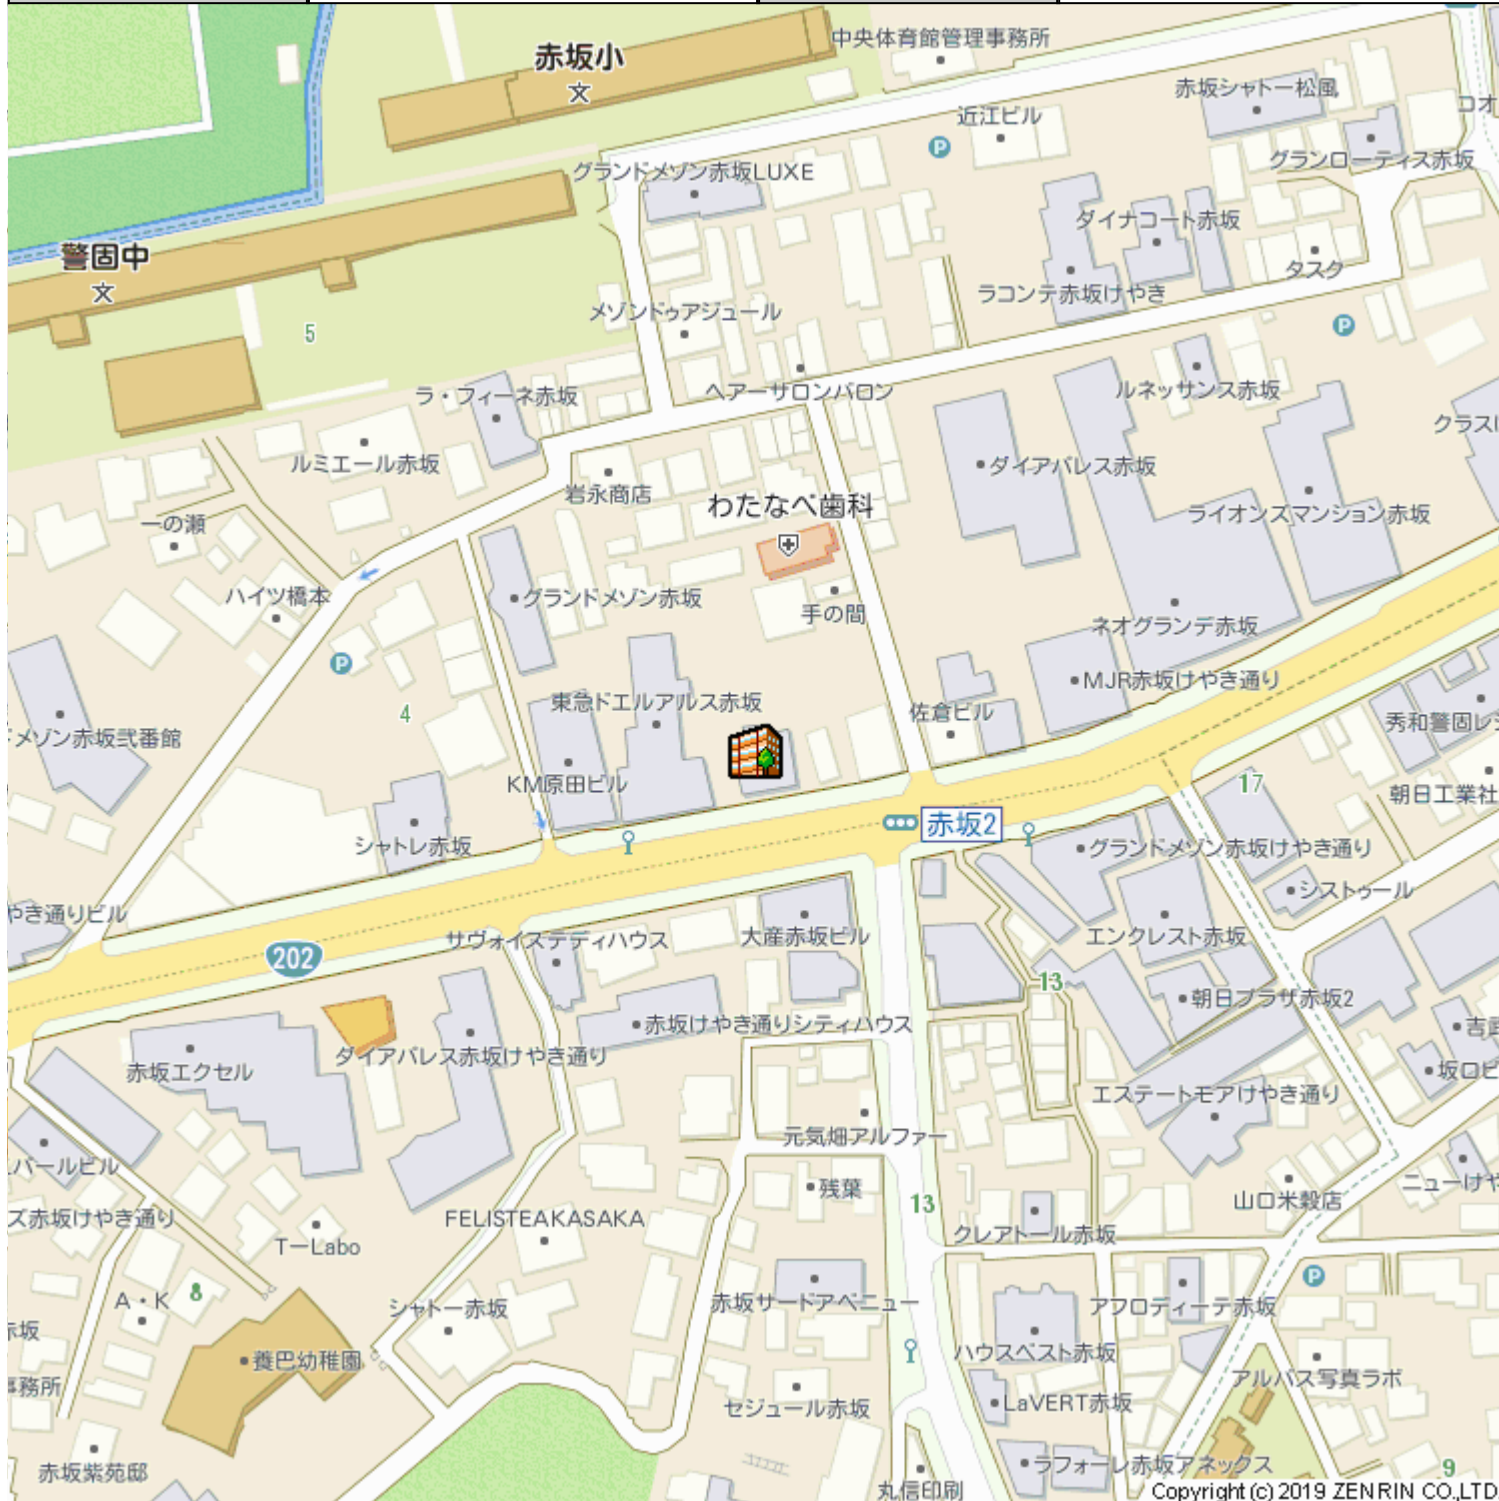 中央体育館管理事務所
赤坂小
赤坂シャトー松風
コオ
近江ビル
P
グランローティス赤坂
グランドメゾン赤坂LUXE
ダイナコート赤坂
警固中
タスク
ラコンテ赤坂けやき
メゾンドゥアジュール
P
5
ヘアーサロンバロン
ルネッサンス赤坂
ラ・フィーネ赤坂
クラス
ルミエール赤坂
ダイアパレス赤坂
岩永商店
わたなべ歯科
ライオンズマンション赤坂
一の瀬
ハイツ橋本
グランドメゾン赤坂
手の間
ネオグランデ赤坂
P
MJR赤坂けやき通り
東急ドエルアルス赤坂
4
佐倉ビル
秀和警固レジ
ドメゾン赤坂弐番館
KM原田ビル
17
朝日工業社
赤坂2
シャトレ赤坂
グランドメゾン赤坂けやき通り
シストゥール
やき通りビル
サヴォイステディハウス
大産赤坂ビル
エンクレスト赤坂
202
13
朝日プラザ赤坂2
赤坂けやき通りシティハウス
吉武
ダイアパレス赤坂けやき通り
赤坂エクセル
坂口ビ
エステートモアけやき通り
元気畑アルファー
パールビル
残葉
ニューけや
山口米穀店
13
ズ赤坂けやき通り
FELISTEAKASAKA
クレアトール赤坂
T－Labo
P
A・K
8
シャトー赤坂
赤坂サードアベニュー
アフロディーテ赤坂
赤坂
養巴幼稚園
ハウスベスト赤坂
アルパス写真ラボ
事務所
セジュール赤坂
LaVERT赤坂
赤坂紫苑邸
ラフォーレ赤坂アネックス
9
丸信印刷
Copyright (c) 2019 ZENRIN CO.,LTD